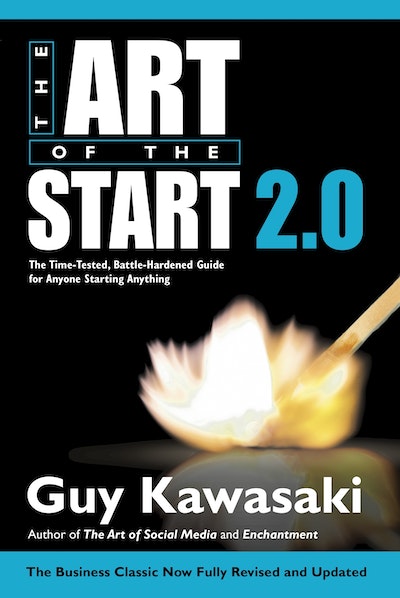 THE
ART
OF THE
START 2.0
The Time-Tested, Battle-Hardened Guide
for Anyone Starting Anything
Guy Kawasaki
Author of The Art of Social Media and Enchantment
The Business Classic Now Fully Revised and Updated